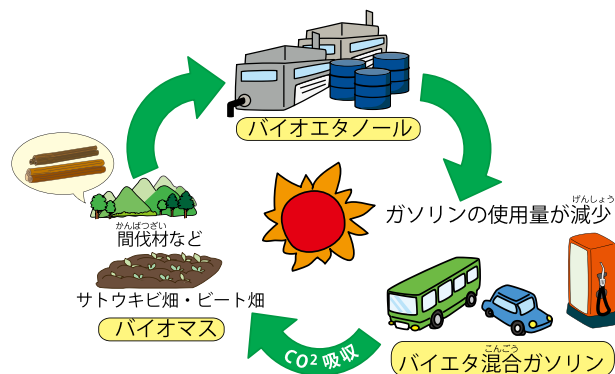 バイオエタノール
げんしょう
ガソリンの使用量が減少
かんばつざい
間伐材など
サトウキビ畑・ビート畑
バイオマス
CO2吸収
こんごう
バイエタ混合ガソリン